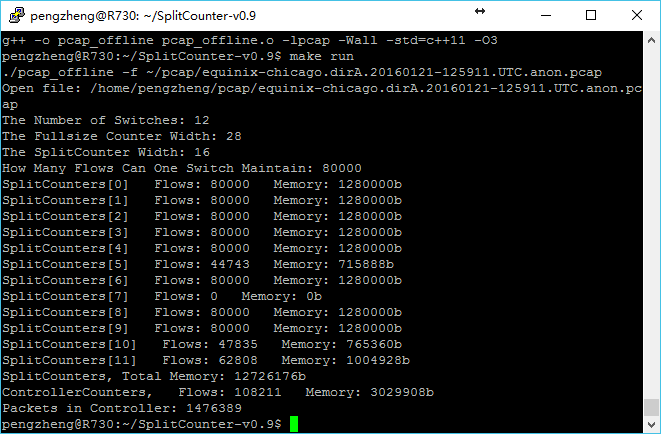 pengzheng@R730: ~/SplitCounter-v0.9
g++ -o pcap_offline pcap_offline.o -lpcap -Wall -std=c++11 -O3
pengzheng@R730:~/SplitCounter-v0.9$ make run
./pcap_offline -f ~/pcap/equinix-chicago.dirA.20160121-125911.UTC.anon.pcap
Open file: /home/pengzheng/pcap/equinix-chicago.dirA.20160121-125911.UTC.anon.pc
ap
The Number of Switches: 12
The Fullsize Counter Width: 28
The SplitCounter Width: 16
How Many Flows Can One Switch Maintain: 80000
SplitCounters[0]   Flows: 80000   Memory: 1280000b
SplitCounters[1]   Flows: 80000   Memory: 1280000b
SplitCounters[2]   Flows: 80000   Memory: 1280000b
SplitCounters[3]   Flows: 80000   Memory: 1280000b
SplitCounters[4]   Flows: 80000   Memory: 1280000b
SplitCounters[5]   Flows: 44743   Memory: 715888b
SplitCounters[6]   Flows: 80000   Memory: 1280000b
SplitCounters[7]   Flows: 0   Memory: 0b
SplitCounters[8]   Flows: 80000   Memory: 1280000b
SplitCounters[9]   Flows: 80000   Memory: 1280000b
SplitCounters[10]   Flows: 47835   Memory: 765360b
SplitCounters[11]   Flows: 62808   Memory: 1004928b
SplitCounters, Total Memory: 12726176b
ControllerCounters,   Flows: 108211   Memory: 3029908b
Packets in Controller: 1476389
pengzheng@R730:~/SplitCounter-v0.9$